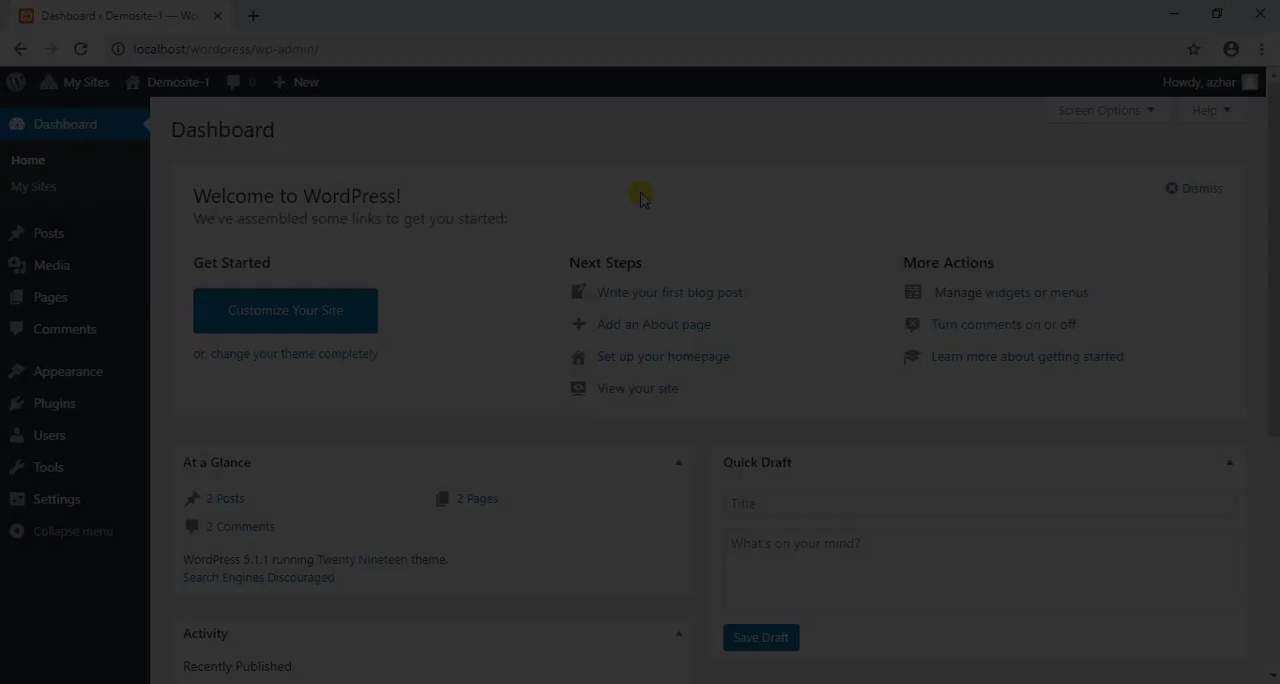 Dashboard ‹ Demosite-1 — Wo
localhost/wordpress/wp-admin/
My Sites
Demosite-1
0
New
Howdy, azhar
Screen Options
Help
Dashboard
Home
My Sites
Posts
Media
Pages
Comments
Appearance
Plugins
Users
Tools
Settings
Collapse menu
Dashboard
Welcome to WordPress!
We've assembled some links to get you started:
Dismiss
Get Started
Customize Your Site
or, change your theme completely
Next Steps
Write your first blog post
Add an About page
Set up your homepage
View your site
More Actions
Manage widgets or menus
Turn comments on or off
Learn more about getting started
At a Glance
2 Posts
2 Pages
2 Comments
WordPress 5.1.1 running Twenty Nineteen theme.
Search Engines Discouraged
Activity
Recently Published
Quick Draft
Title
What's on your mind?
Save Draft